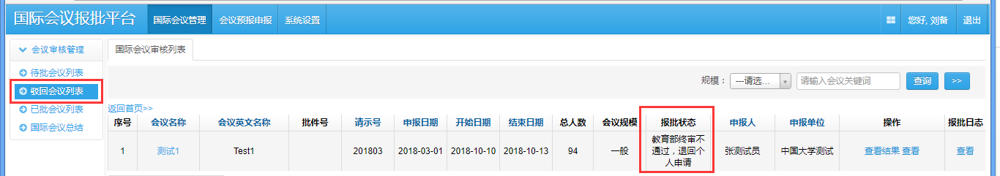 国际会议报批平台 国际会议管理 会议预报申报 系统设置 您好, 刘备 退出
会议审核管理 国际会议审核列表
待批会议列表 规模： ---请选... 请输入会议关键词 查询 >>
驳回会议列表
已批会议列表 返回首页>>
国际会议总结
序号 会议名称 会议英文名称 批件号 请示号 申报日期 开始日期 结束日期 总人数 会议规模 报批状态 申报人 申报单位 操作 报批日志
1 测试1 Test1 201803 2018-03-01 2018-10-10 2018-10-13 94 一般 教育部终审不
通过，退回个
人申请 张测试员 中国大学测试 查看结果 查看 查看